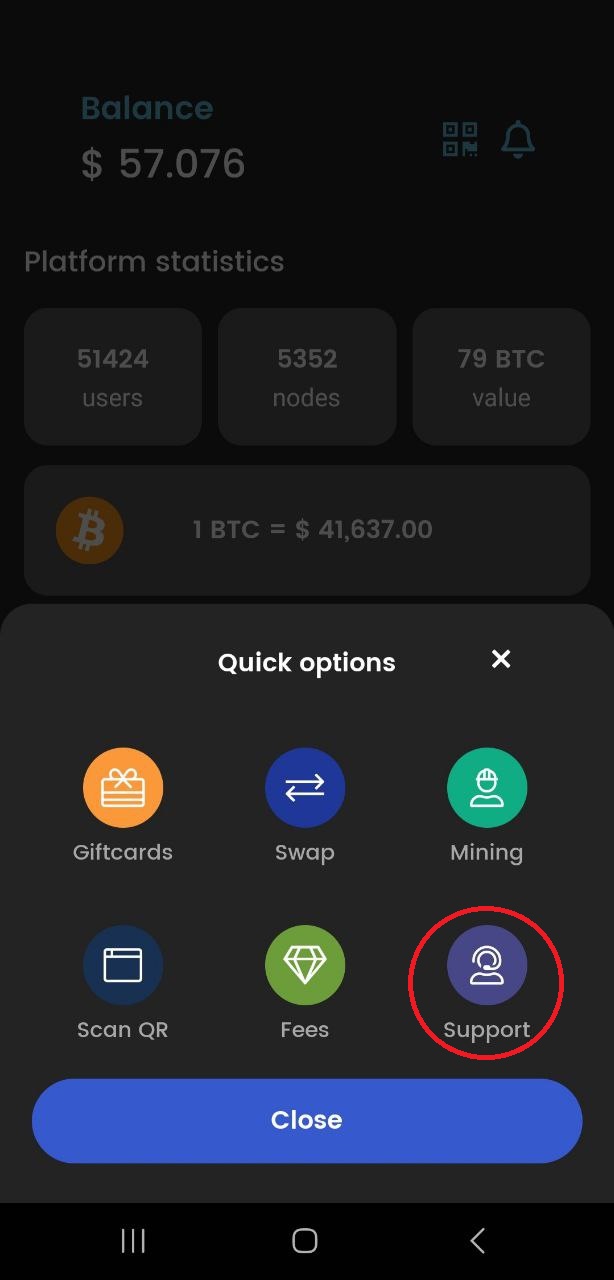 Balance
$ 57.076
Platform statistics
51424 5352 79 BTC
users nodes value
1 BTC = $ 41,637.00
Quick options ×
Giftcards Swap Mining
Scan QR Fees Support
Close